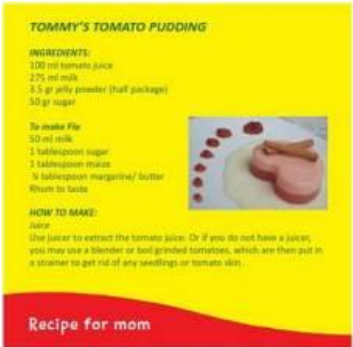 TOMMY'S TOMATO PUDDING
INGREDIENTS:
100 ml tomato juice
275 ml milk
3.5 gr jelly powder (half package)
50 gr sugar
To make Fla
50 ml milk
1 tablespoon sugar
1 tablespoon maize
½ tablespoon margarine/ butter
Rhum to taste
HOW TO MAKE:
Juice
Use juicer to extract the tomato juice. Or if you do not have a juicer,
you may use a blender or boil grinded tomatoes, which are then put in
a strainer to get rid of any seedlings or tomato skin.
Recipe for mom